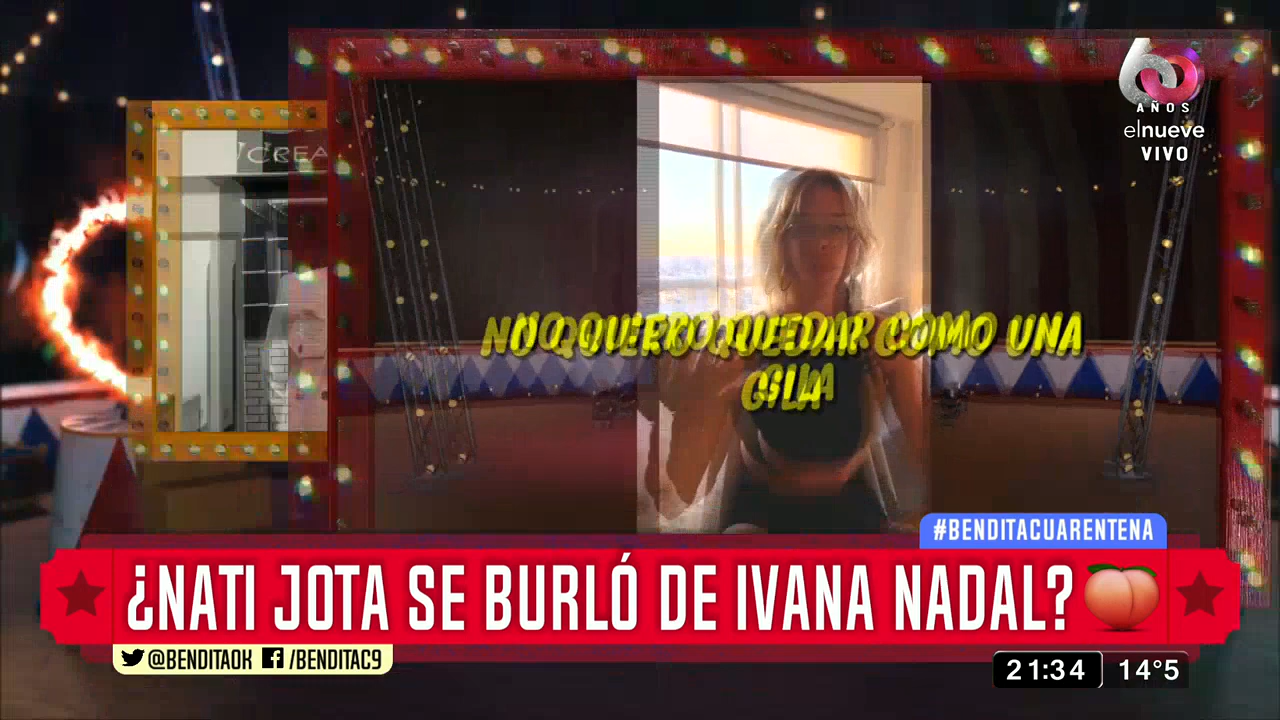 CREA
60
AÑOS
elnueve
VIVO
NO QUIERO QUEDAR COMO UNA
GILA
#BENDITACUARENTENA
¿NATI JOTA SE BURLÓ DE IVANA NADAL?
@BENDITAOK /BENDITAC9
21:34 14°5